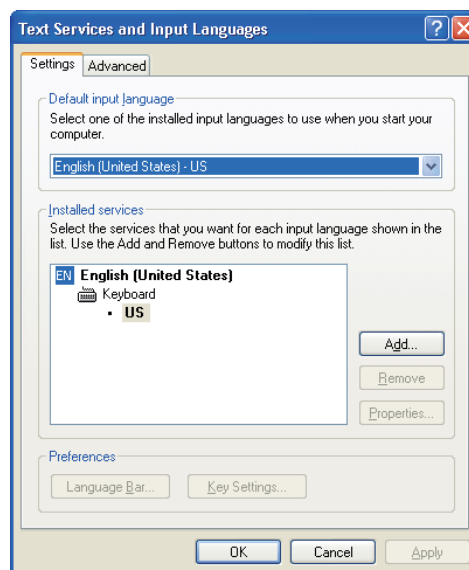 Text Services and Input Languages
Settings
Advanced
Default input language
Select one of the installed input languages to use when you start your
computer.
English (United States) - US
Installed services
Select the services that you want for each input language shown in the
list. Use the Add and Remove buttons to modify this list.
EN English (United States)
Keyboard
• US
Add...
Remove
Properties...
Preferences
Language Bar...
Key Settings...
OK
Cancel
Apply